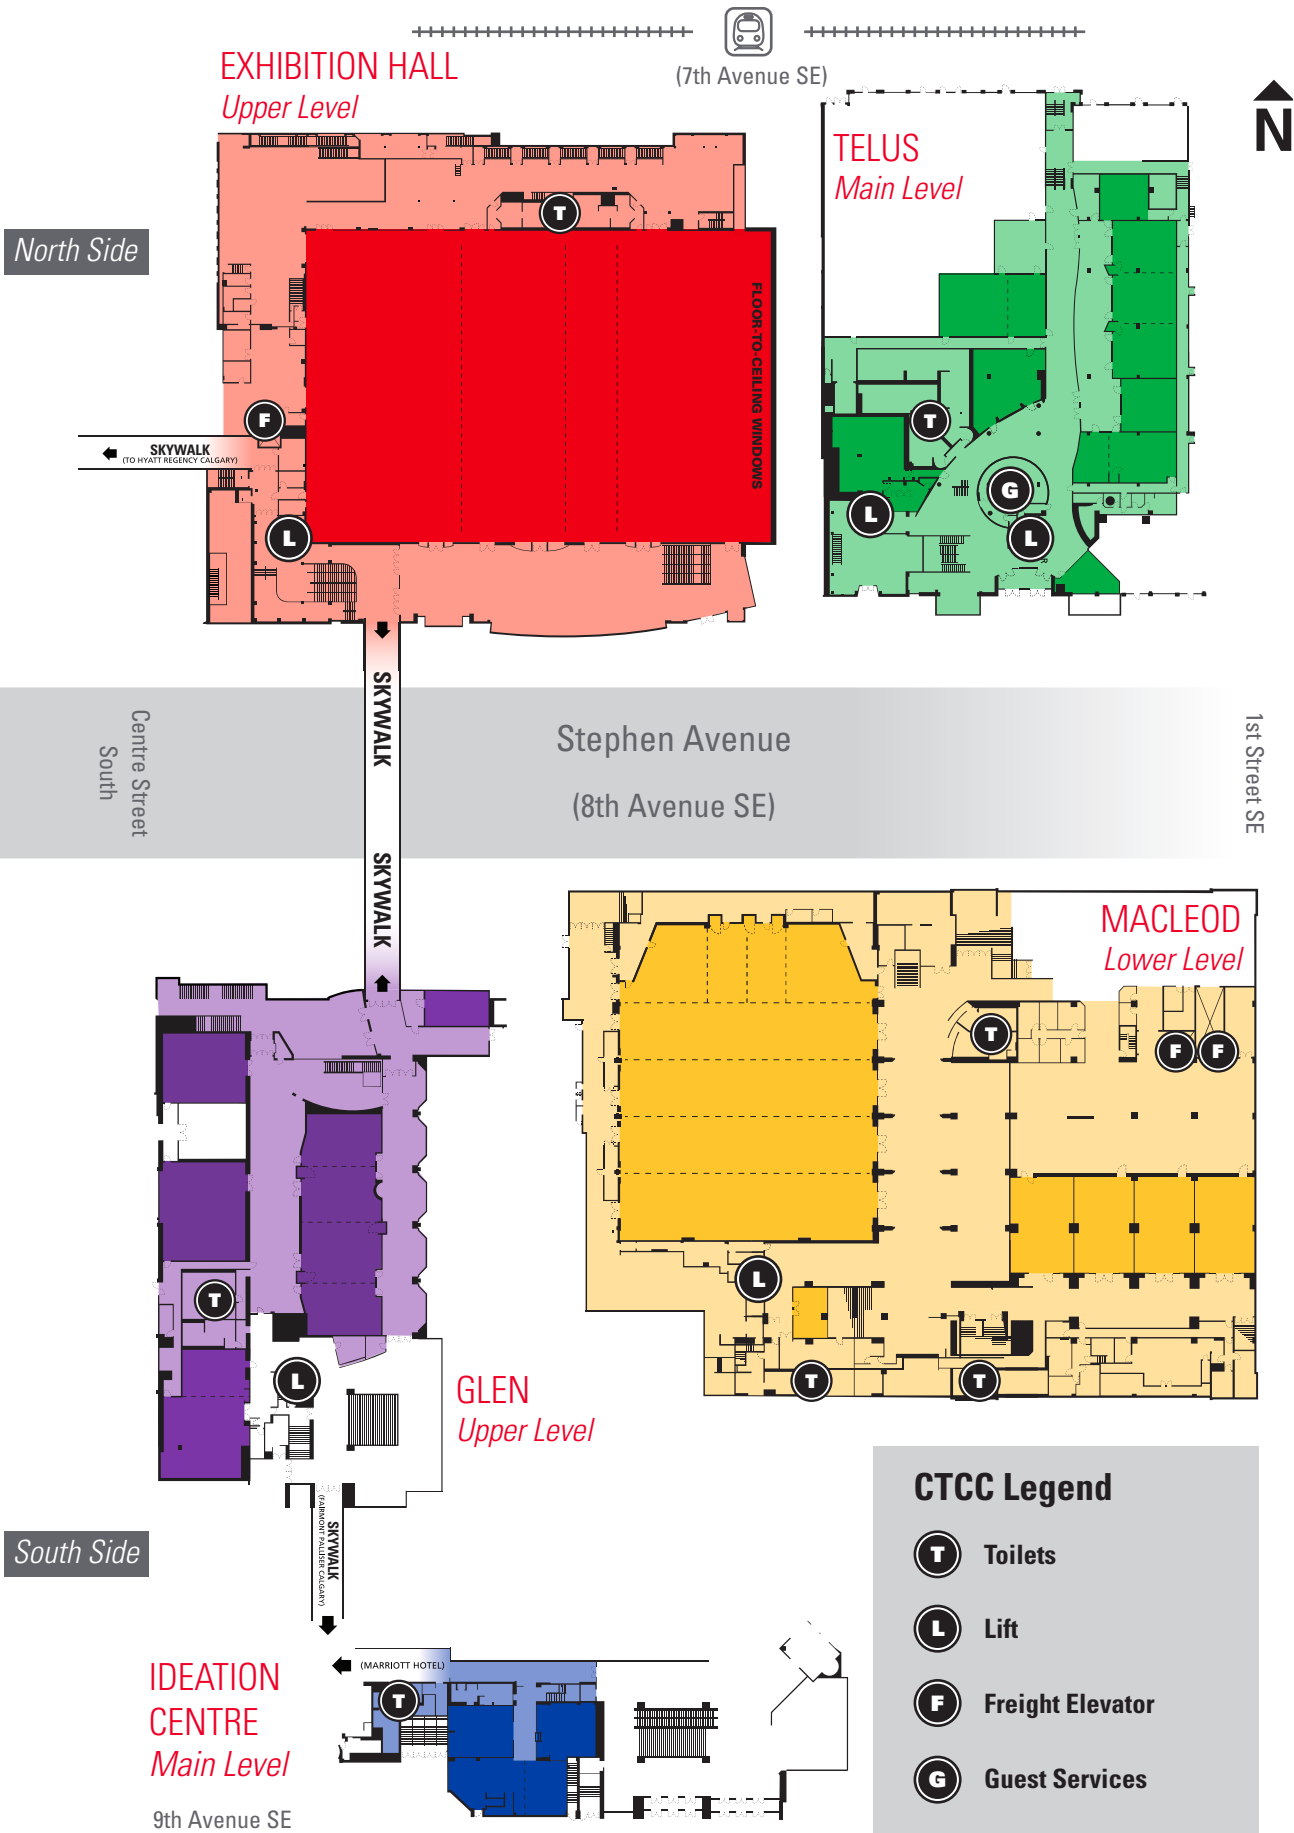 (7th Avenue SE)
EXHIBITION HALL
Upper Level
N
TELUS
Main Level
North Side
T
FLOOR-TO-CEILING WINDOWS
F
T
SKYWALK
(TO HYATT REGENCY CALGARY)
G
L
L
L
SKYWALK
Centre Street
South
Stephen Avenue
(8th Avenue SE)
1st Street SE
SKYWALK
MACLEOD
Lower Level
T
F
F
T
L
L
T
T
GLEN
Upper Level
SKYWALK
(FAIRMONT PALLISER CALGARY)
South Side
CTCC Legend
T Toilets
L Lift
F Freight Elevator
G Guest Services
(MARRIOTT HOTEL)
T
IDEATION
CENTRE
Main Level
9th Avenue SE